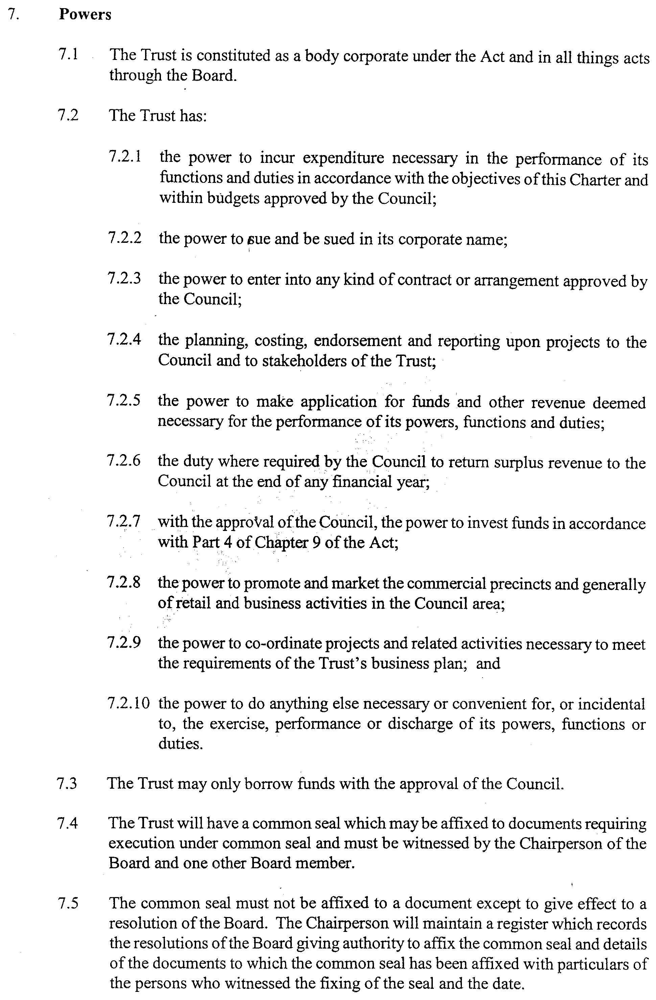 7. Powers
7.1 The Trust is constituted as a body corporate under the Act and in all things acts
through the Board.
7.2 The Trust has:
7.2.1 the power to incur expenditure necessary in the performance of its
functions and duties in accordance with the objectives of this Charter and
within budgets approved by the Council;
7.2.2 the power to sue and be sued in its corporate name;
7.2.3 the power to enter into any kind of contract or arrangement approved by
the Council;
7.2.4 the planning, costing, endorsement and reporting upon projects to the
Council and to stakeholders of the Trust;
7.2.5 the power to make application for funds and other revenue deemed
necessary for the performance of its powers, functions and duties;
7.2.6 the duty where required by the Council to return surplus revenue to the
Council at the end of any financial year;
7.2.7 with the approval of the Council, the power to invest funds in accordance
with Part 4 of Chapter 9 of the Act;
7.2.8 the power to promote and market the commercial precincts and generally
of retail and business activities in the Council area;
7.2.9 the power to co-ordinate projects and related activities necessary to meet
the requirements of the Trust's business plan; and
7.2.10 the power to do anything else necessary or convenient for, or incidental
to, the exercise, performance or discharge of its powers, functions or
duties.
7.3 The Trust may only borrow funds with the approval of the Council.
7.4 The Trust will have a common seal which may be affixed to documents requiring
execution under common seal and must be witnessed by the Chairperson of the
Board and one other Board member.
7.5 The common seal must not be affixed to a document except to give effect to a
resolution of the Board. The Chairperson will maintain a register which records
the resolutions of the Board giving authority to affix the common seal and details
of the documents to which the common seal has been affixed with particulars of
the persons who witnessed the fixing of the seal and the date.